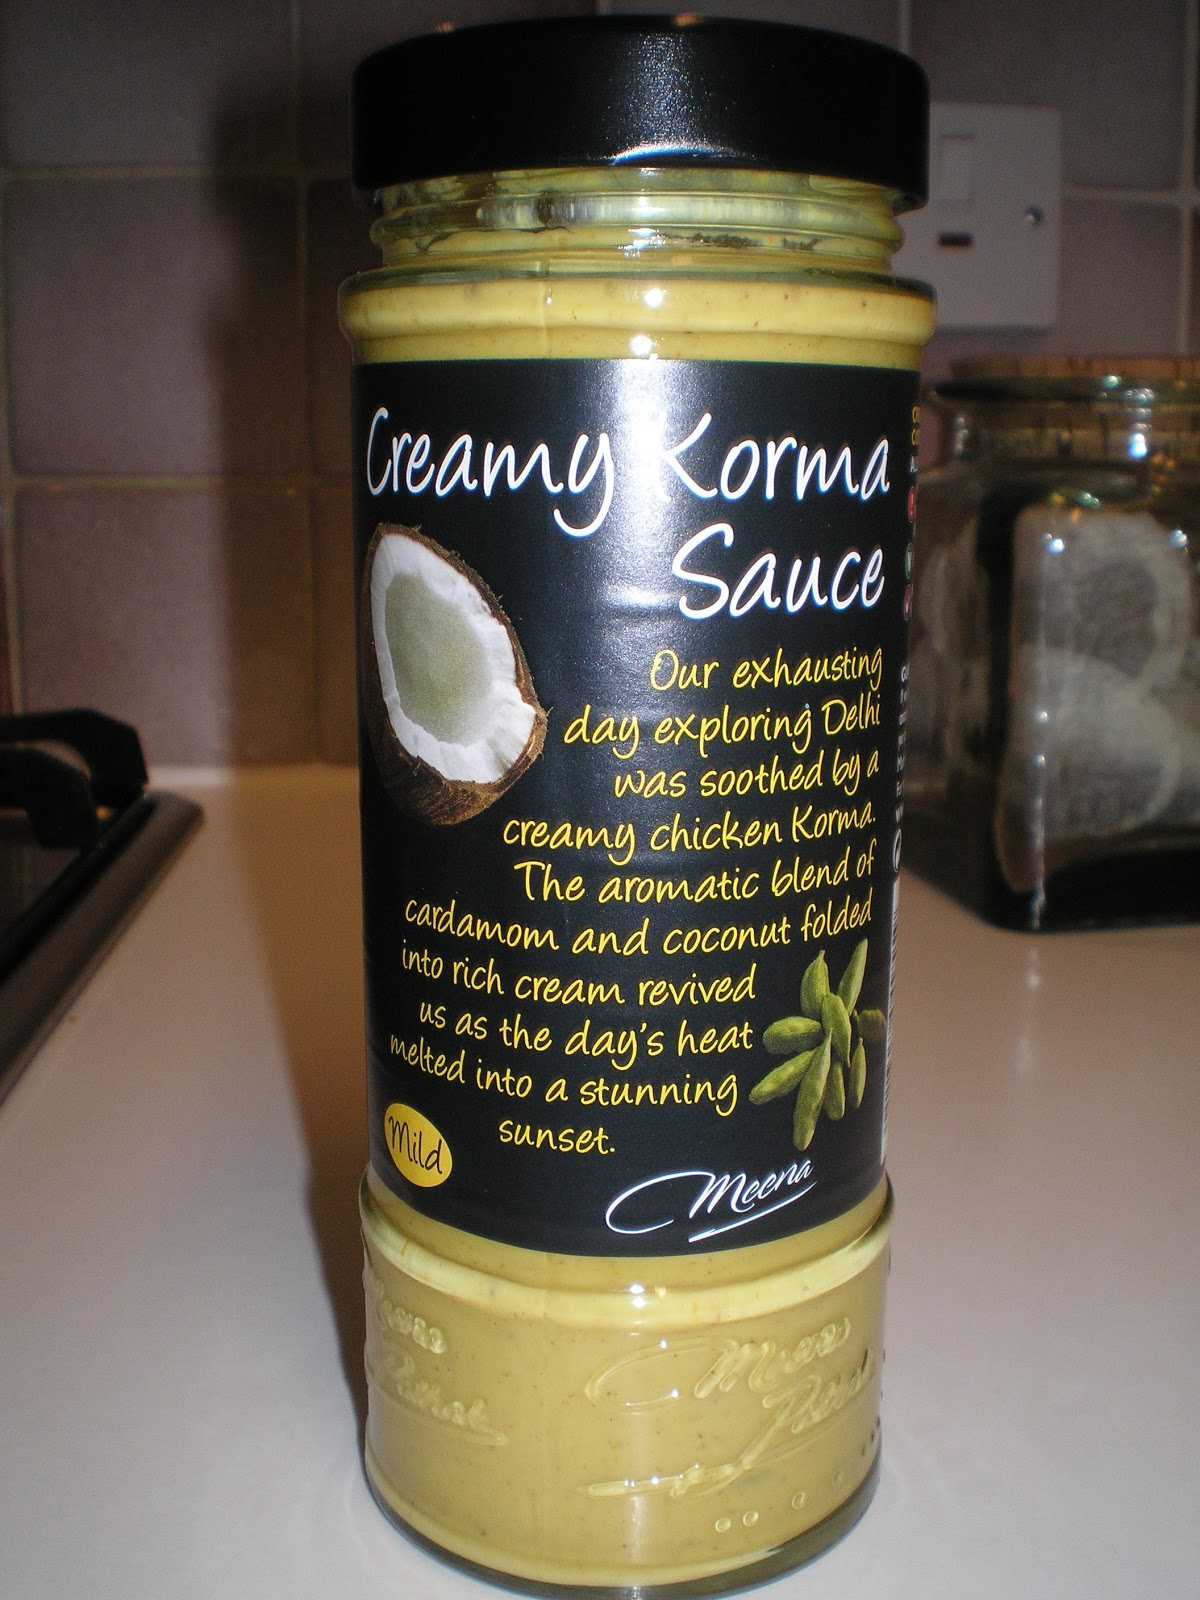 Creamy Korma
Sauce
Our exhausting
day exploring Delhi
was soothed by a
creamy chicken Korma.
The aromatic blend of
cardamom and coconut folded
into rich cream revived
us as the day's heat
melted into a stunning
sunset.
Mild
Meena